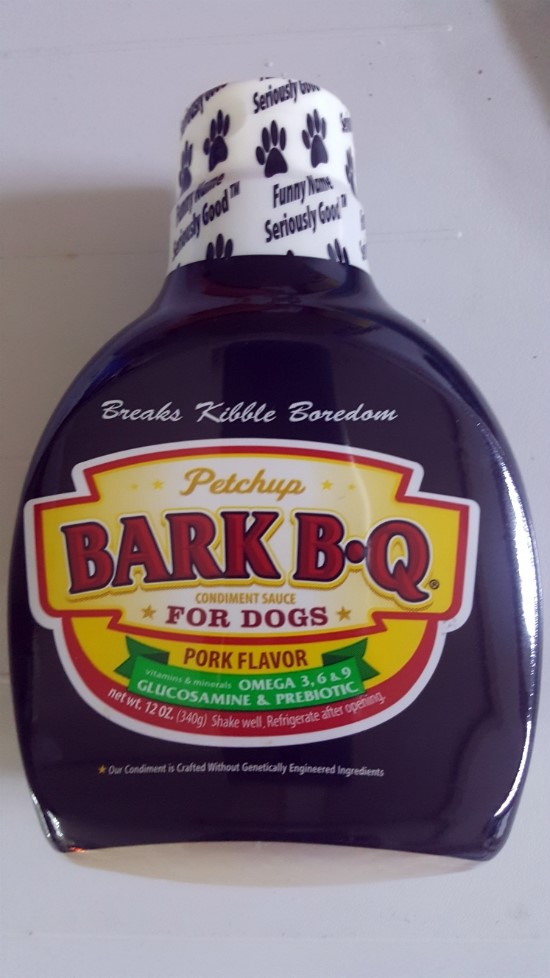 Seriously Good
Funny Name
Seriously Good™
Funny Name
Seriously Good™
Breaks Kibble Boredom
Petchup
BARK B•Q®
CONDIMENT SAUCE
★ FOR DOGS ★
PORK FLAVOR
vitamins & minerals OMEGA 3, 6 & 9
GLUCOSAMINE & PREBIOTIC
net wt. 12 OZ. (340g) Shake well, Refrigerate after opening.
★ Our Condiment is Crafted Without Genetically Engineered Ingredients